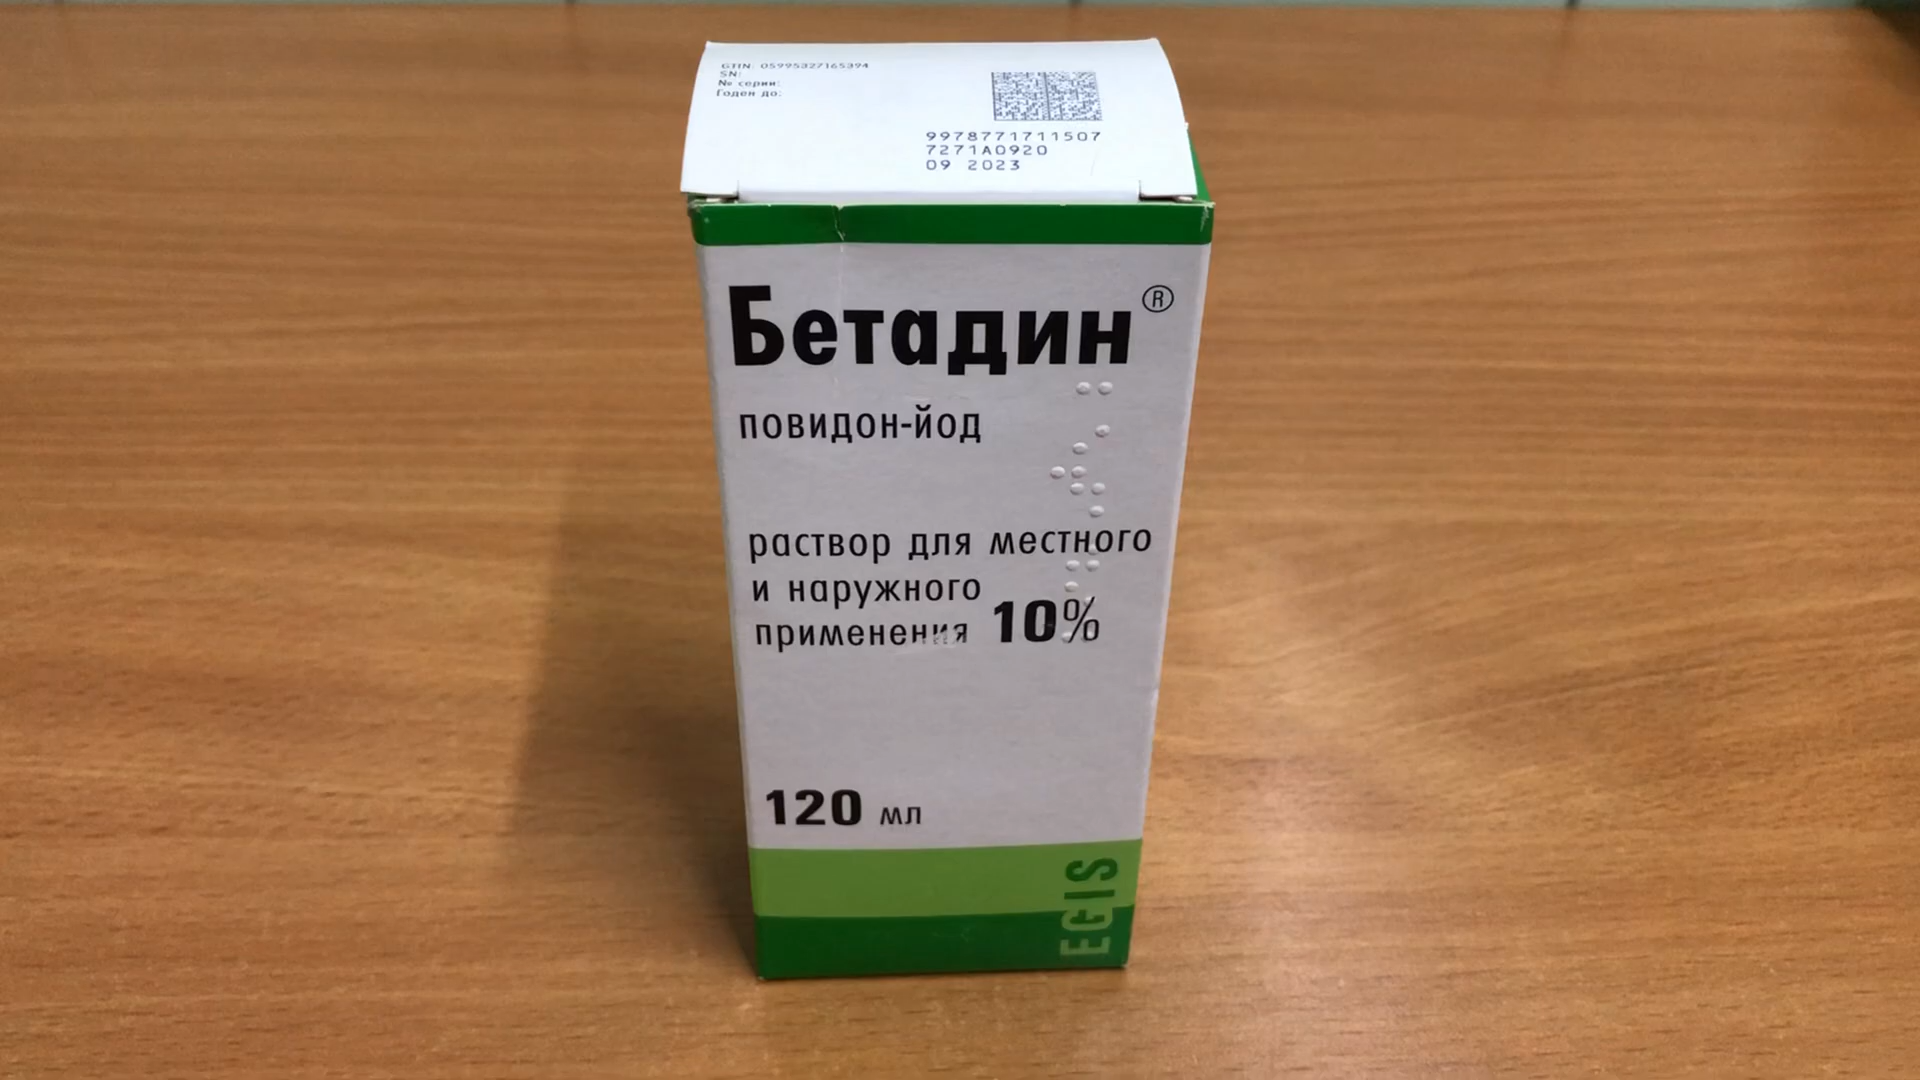 GTIN: 05995327165394
SN:
№ серии:
Годен до:
9978771711507
7271A0920
09 2023
Бетадин®
повидон-йод
раствор для местного
и наружного
применения 10%
120 мл
EGIS